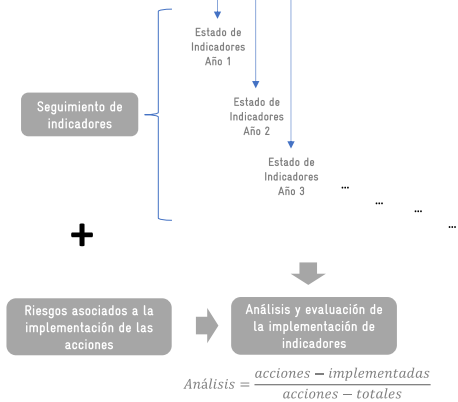 Estado de
Indicadores
Año 1
Estado de
Indicadores
Año 2
Seguimiento de
indicadores
Estado de
Indicadores
Año 3
...
...
...
...
+
Riesgos asociados a la
implementación de las
acciones
Análisis y evaluación de
la implementación de
indicadores
Análisis = acciones − implementadas
acciones − totales